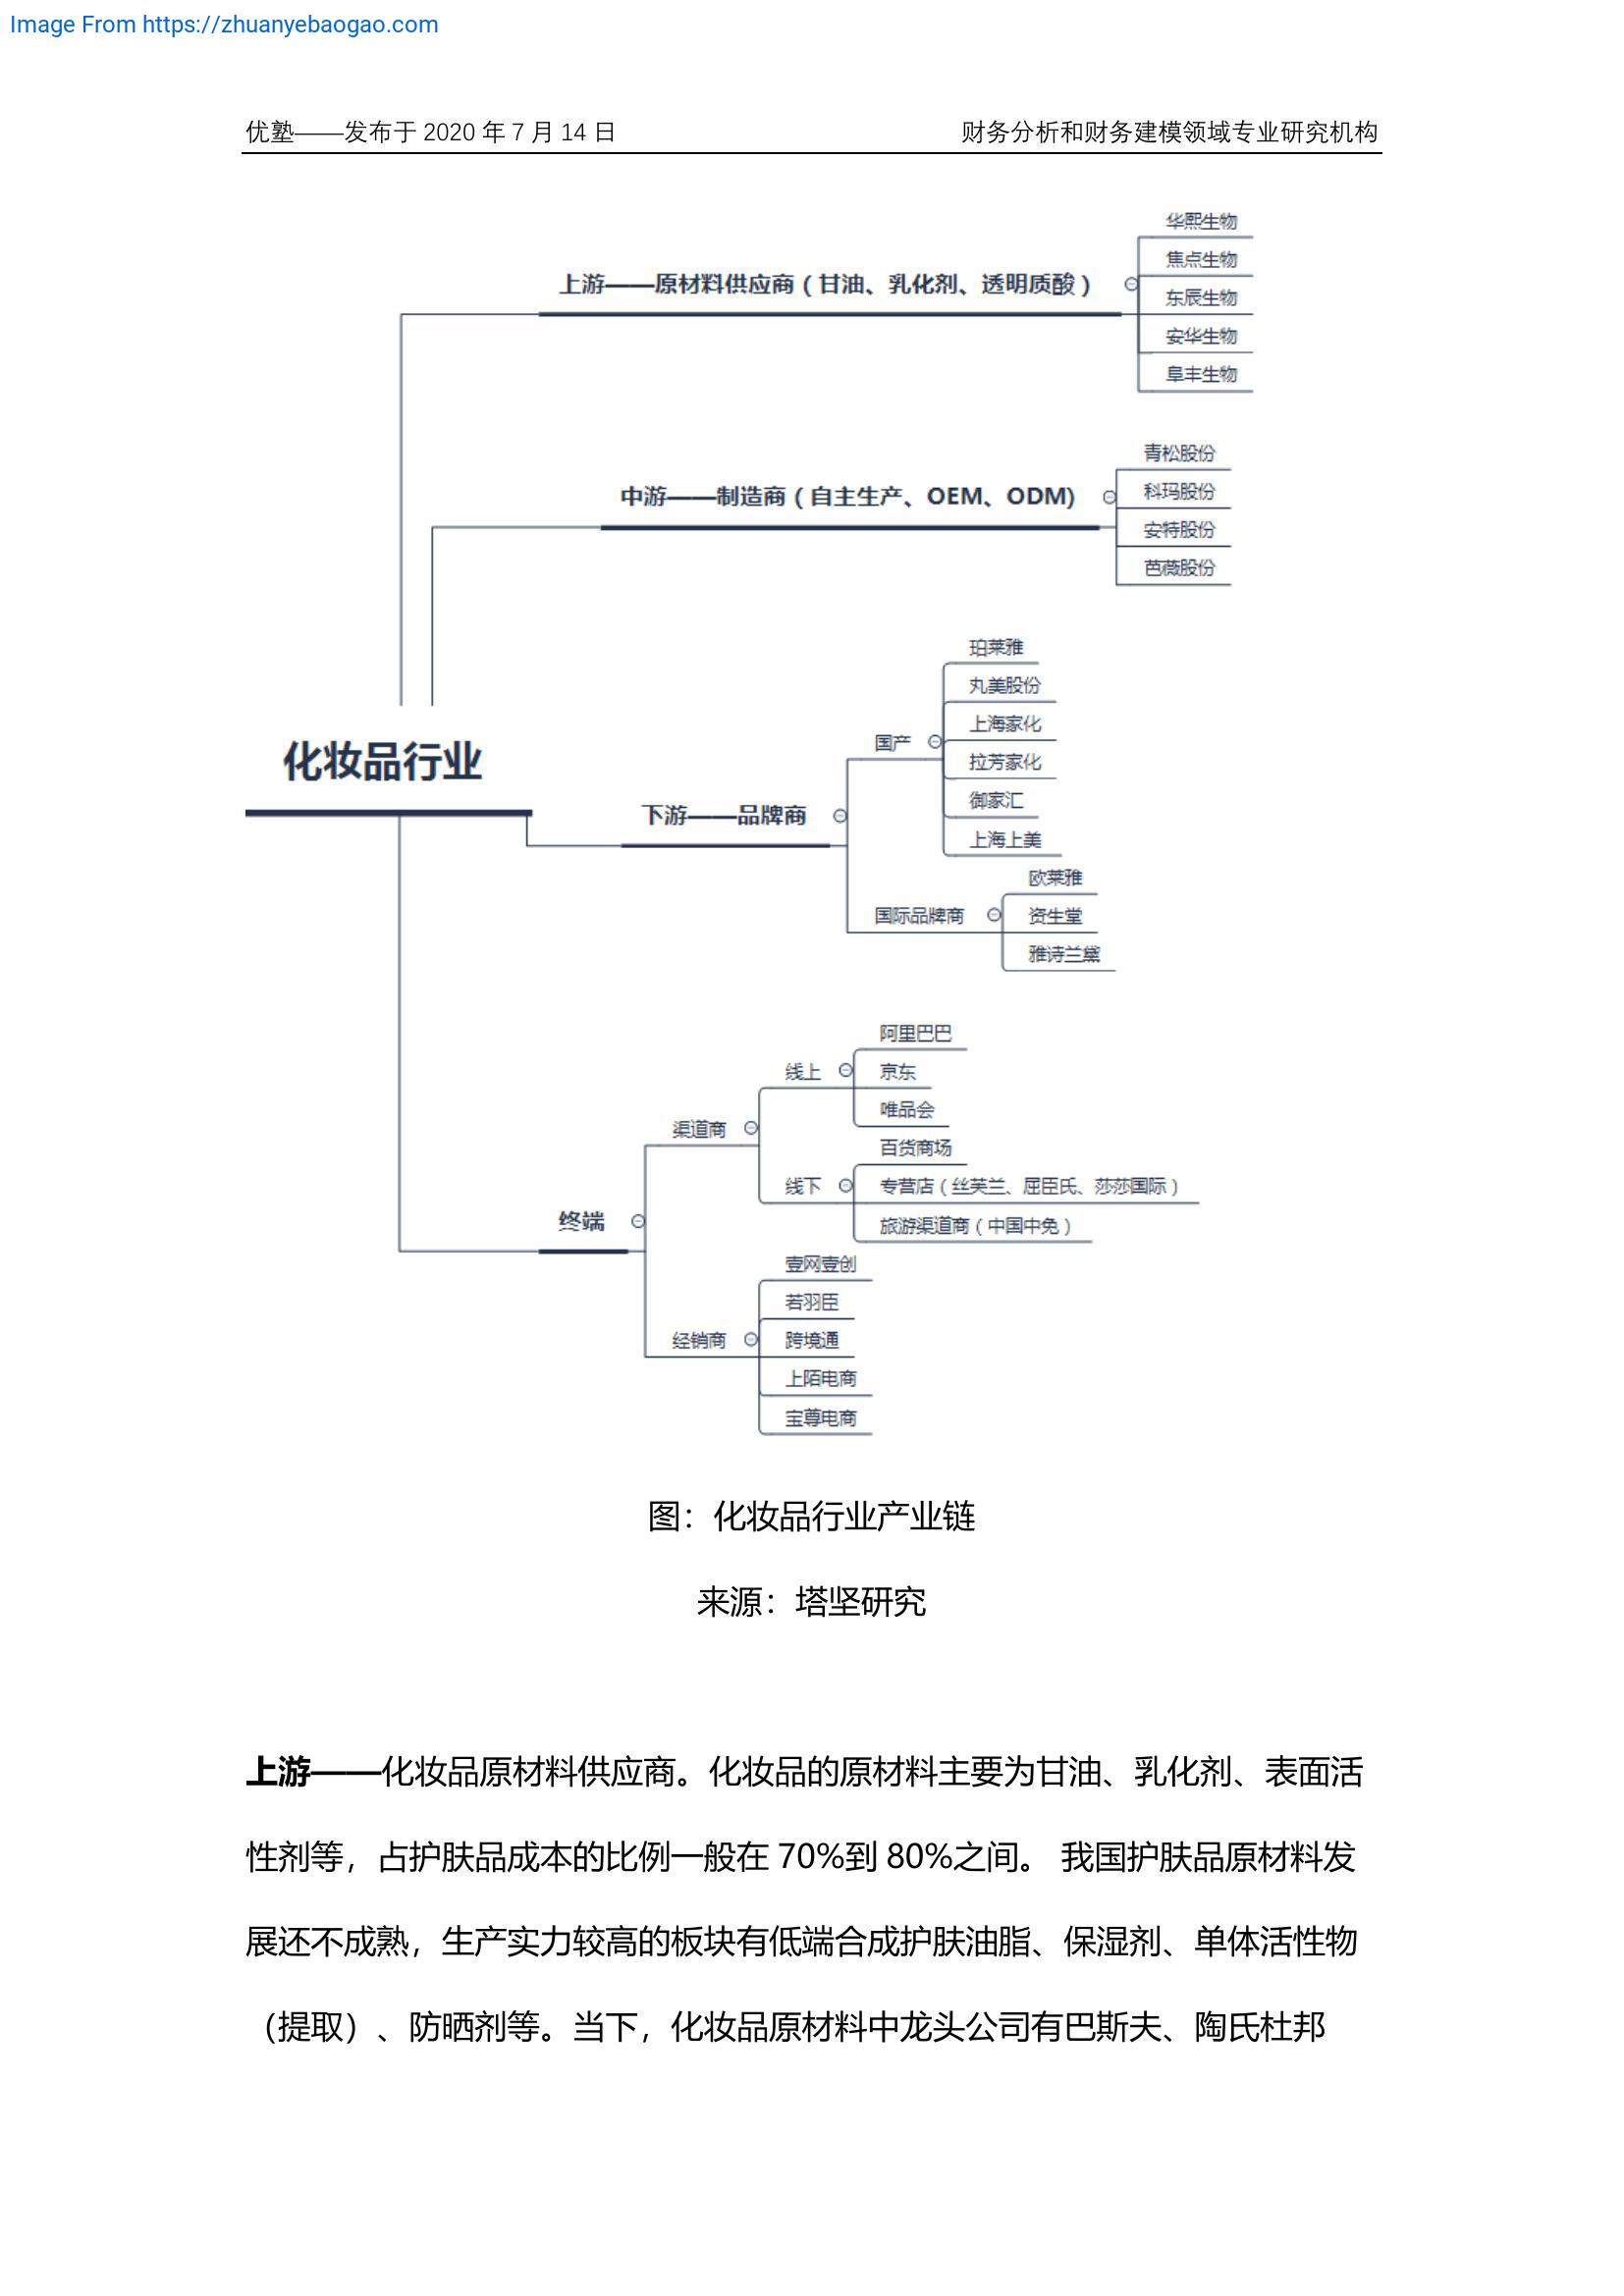 Image From https://zhuanyebaogao.com
优塾——发布于 2020 年 7 月 14 日
财务分析和财务建模领域专业研究机构
化妆品行业
上游——原材料供应商（甘油、乳化剂、透明质酸）
华熙生物
焦点生物
东辰生物
安华生物
阜丰生物
中游——制造商（自主生产、OEM、ODM)
青松股份
科玛股份
安特股份
芭薇股份
下游——品牌商
国产
珀莱雅
丸美股份
上海家化
拉芳家化
御家汇
上海上美
国际品牌商
欧莱雅
资生堂
雅诗兰黛
终端
渠道商
线上
阿里巴巴
京东
唯品会
线下
百货商场
专营店（丝芙兰、屈臣氏、莎莎国际）
旅游渠道商（中国中免）
经销商
壹网壹创
若羽臣
跨境通
上陌电商
宝尊电商
图：化妆品行业产业链
来源：塔坚研究
上游——化妆品原材料供应商。化妆品的原材料主要为甘油、乳化剂、表面活
性剂等，占护肤品成本的比例一般在 70%到 80%之间。 我国护肤品原材料发
展还不成熟，生产实力较高的板块有低端合成护肤油脂、保湿剂、单体活性物
（提取）、防晒剂等。当下，化妆品原材料中龙头公司有巴斯夫、陶氏杜邦